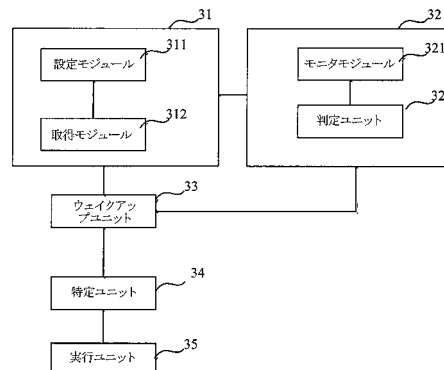 31
32
311
設定モジュール
312
取得モジュール
321
モニタモジュール
32
判定ユニット
33
ウェイクアッ
プユニット
34
特定ユニット
35
実行ユニット